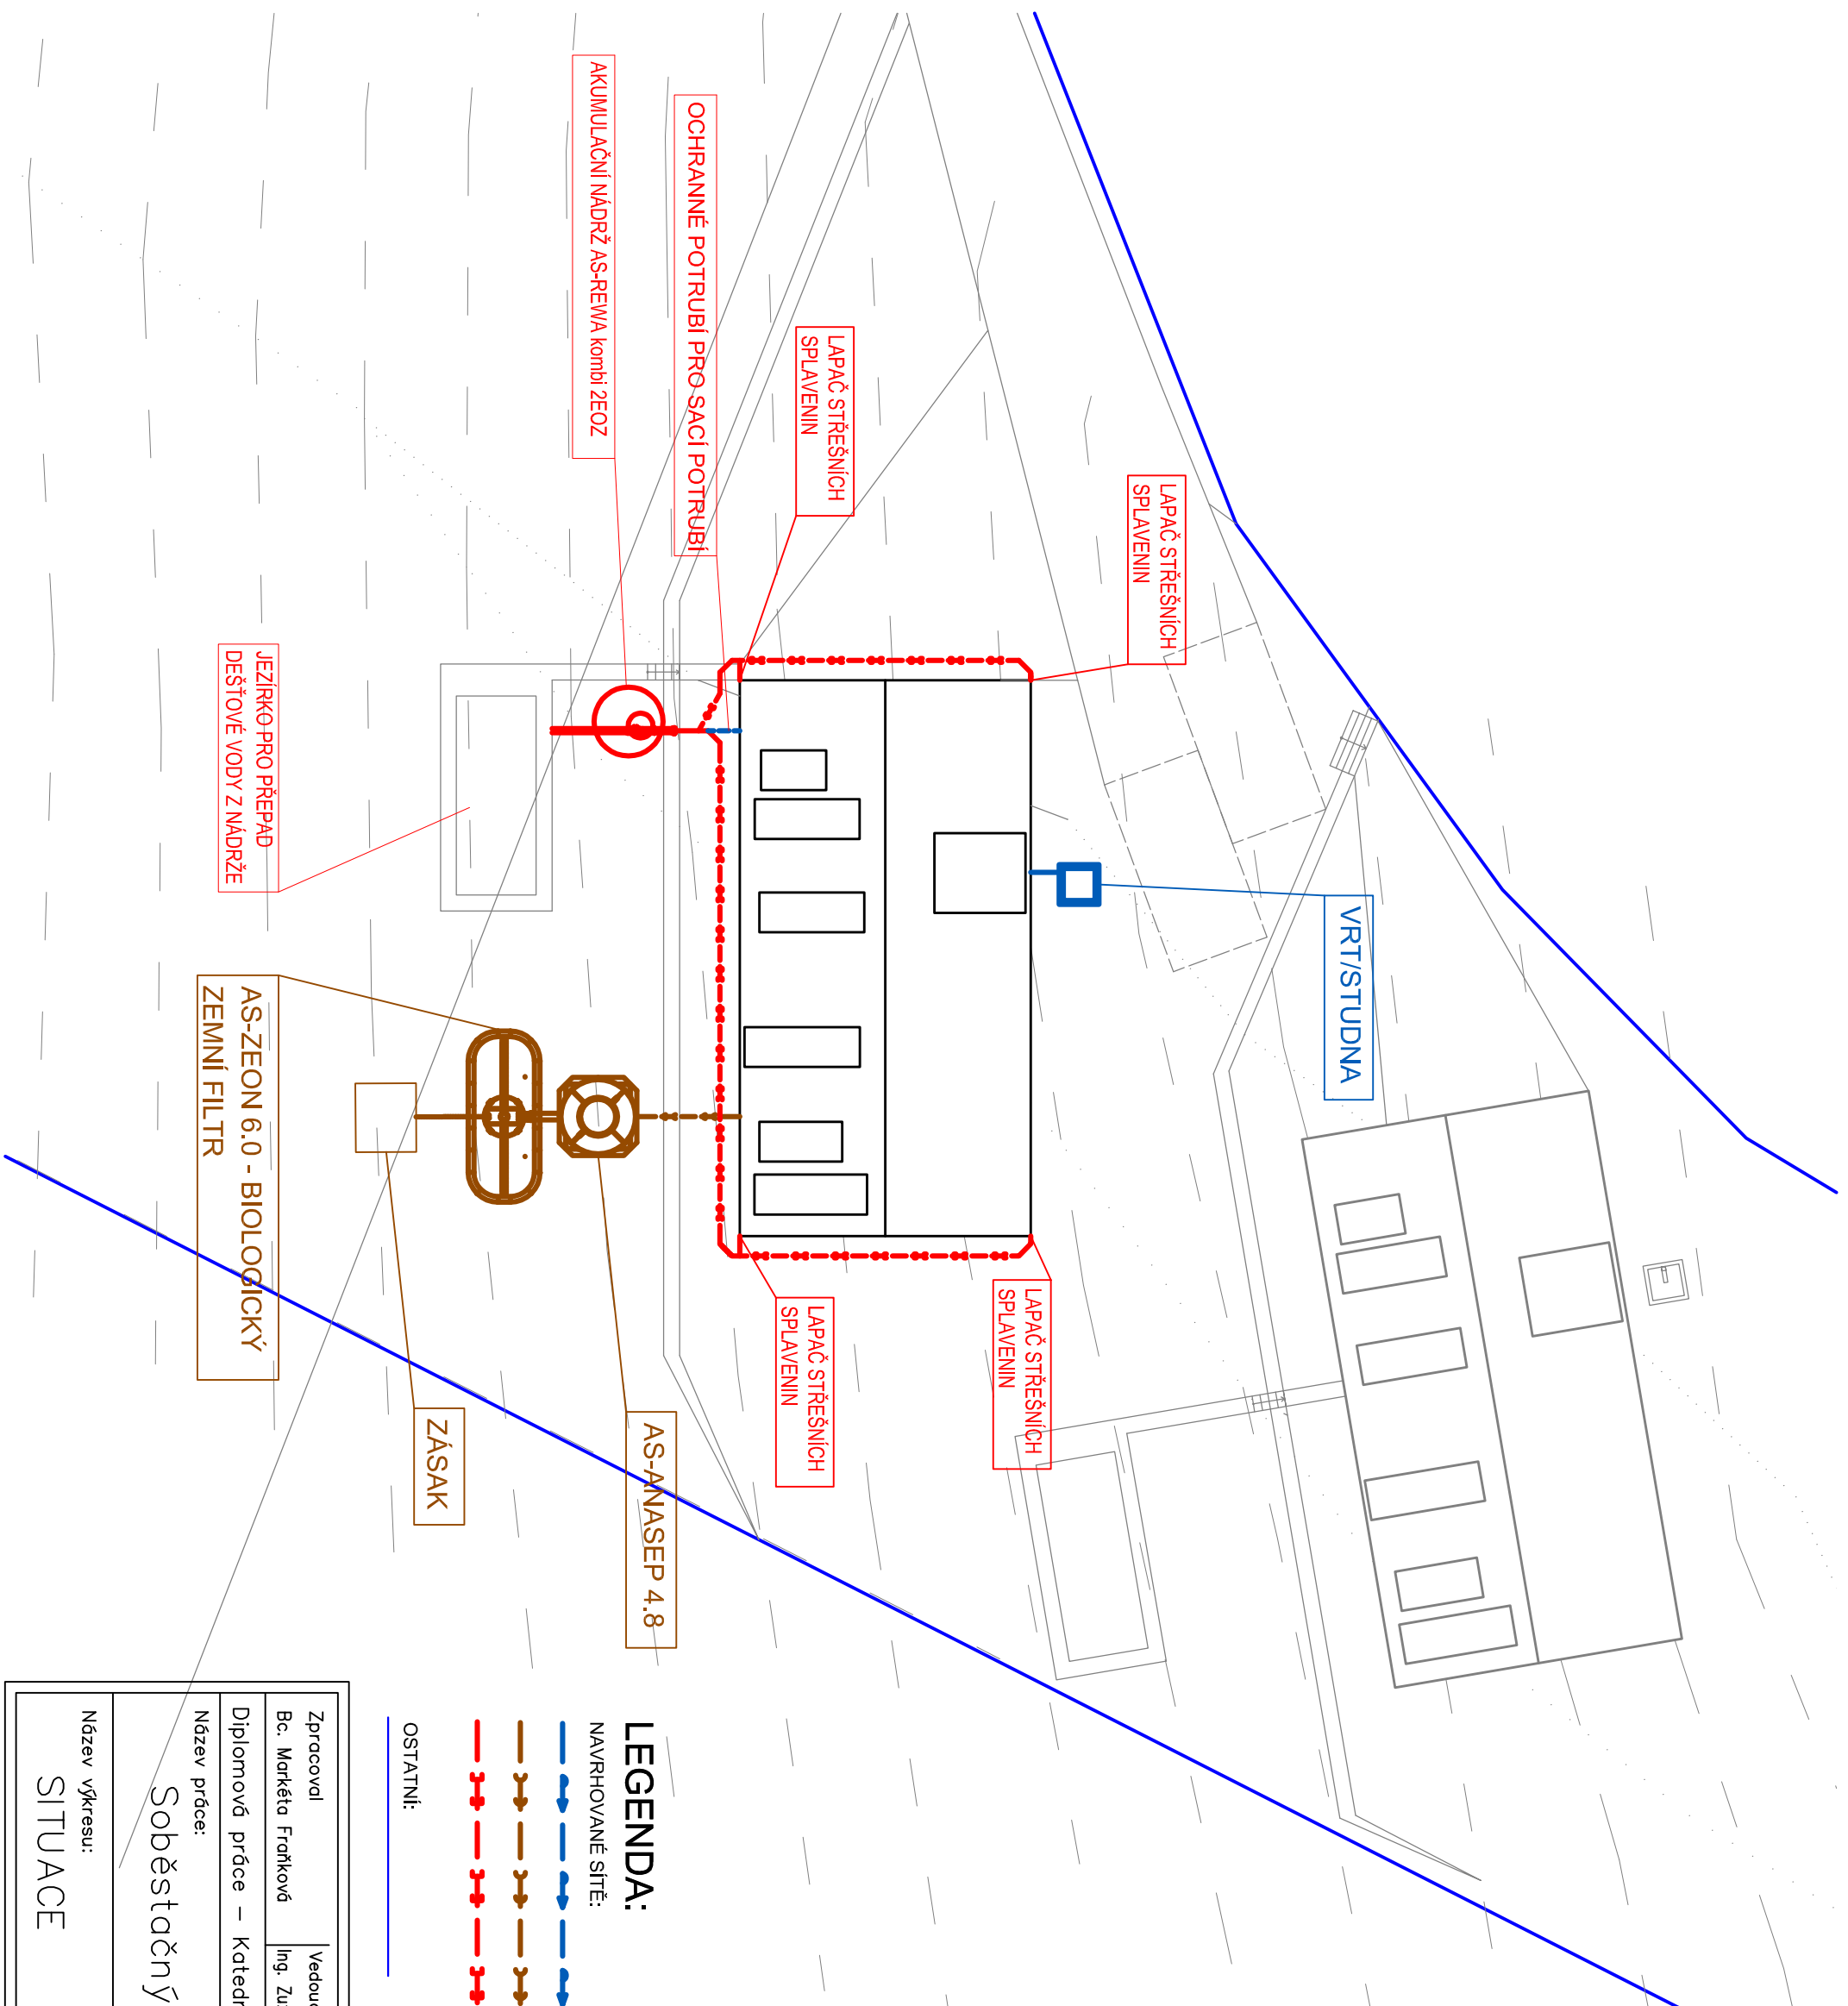 LAPAČ STŘEŠNÍCH
SPLAVENIN
VRT/STUDNA
LAPAČ STŘEŠNÍCH
SPLAVENIN
LAPAČ STŘEŠNÍCH
SPLAVENIN
LAPAČ STŘEŠNÍCH
SPLAVENIN
OCHRANNÉ POTRUBÍ PRO SACÍ POTRUBÍ
AKUMULAČNÍ NÁDRŽ AS-REWA kombi 2EOZ
AS-ANASEP 4.8
ZÁSAK
JEZÍRKO PRO PŘEPAD
DEŠŤOVÉ VODY Z NÁDRŽE
AS-ZEON 6.0 - BIOLOGICKÝ
ZEMNÍ FILTR
LEGENDA:
NAVRHOVANÉ SÍTĚ:
OSTATNÍ:
Zpracoval
Bc. Markéta Fraňková
Ing.
Diplomová práce –
Název práce:
Soběstačný
Název výkresu:
SITUACE